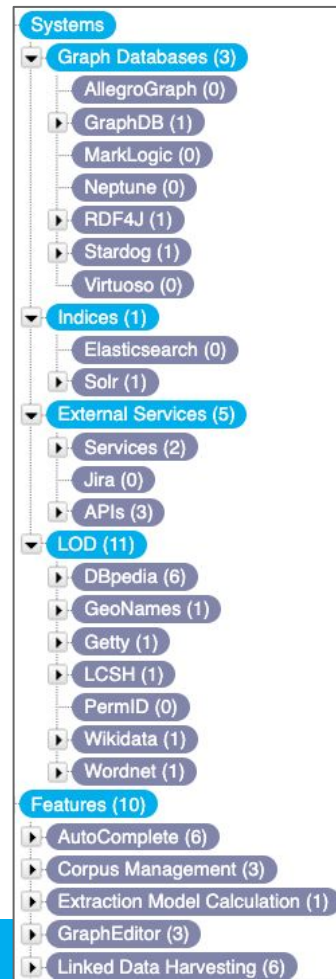 Systems
Graph Databases (3)
AllegroGraph (0)
GraphDB (1)
MarkLogic (0)
Neptune (0)
RDF4J (1)
Stardog (1)
Virtuoso (0)
Indices (1)
Elasticsearch (0)
Solr (1)
External Services (5)
Services (2)
Jira (0)
APIs (3)
LOD (11)
DBpedia (6)
GeoNames (1)
Getty (1)
LCSH (1)
PermID (0)
Wikidata (1)
Wordnet (1)
Features (10)
AutoComplete (6)
Corpus Management (3)
Extraction Model Calculation (1)
GraphEditor (3)
Linked Data Harvesting (6)